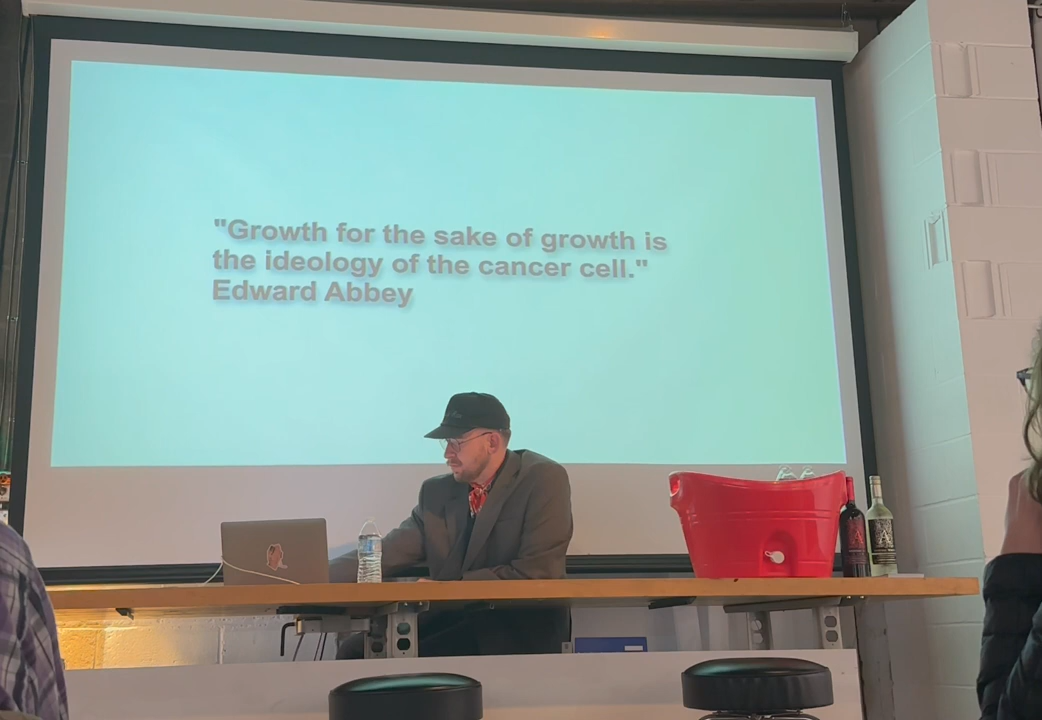 "Growth for the sake of growth is
the ideology of the cancer cell."
Edward Abbey
A
A